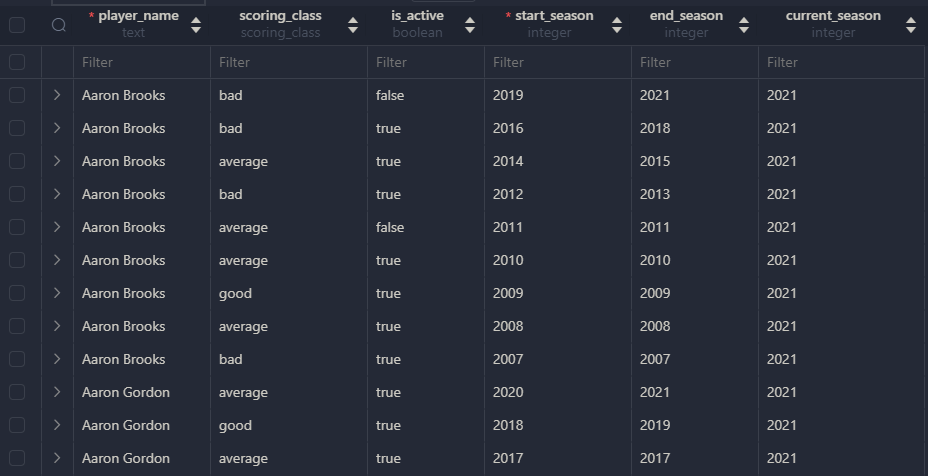 * player_name scoring_class is_active * start_season end_season current_season
text scoring_class boolean integer integer integer
Filter Filter Filter Filter Filter Filter
Aaron Brooks bad false 2019 2021 2021
Aaron Brooks bad true 2016 2018 2021
Aaron Brooks average true 2014 2015 2021
Aaron Brooks bad true 2012 2013 2021
Aaron Brooks average false 2011 2011 2021
Aaron Brooks average true 2010 2010 2021
Aaron Brooks good true 2009 2009 2021
Aaron Brooks average true 2008 2008 2021
Aaron Brooks bad true 2007 2007 2021
Aaron Gordon average true 2020 2021 2021
Aaron Gordon good true 2018 2019 2021
Aaron Gordon average true 2017 2017 2021